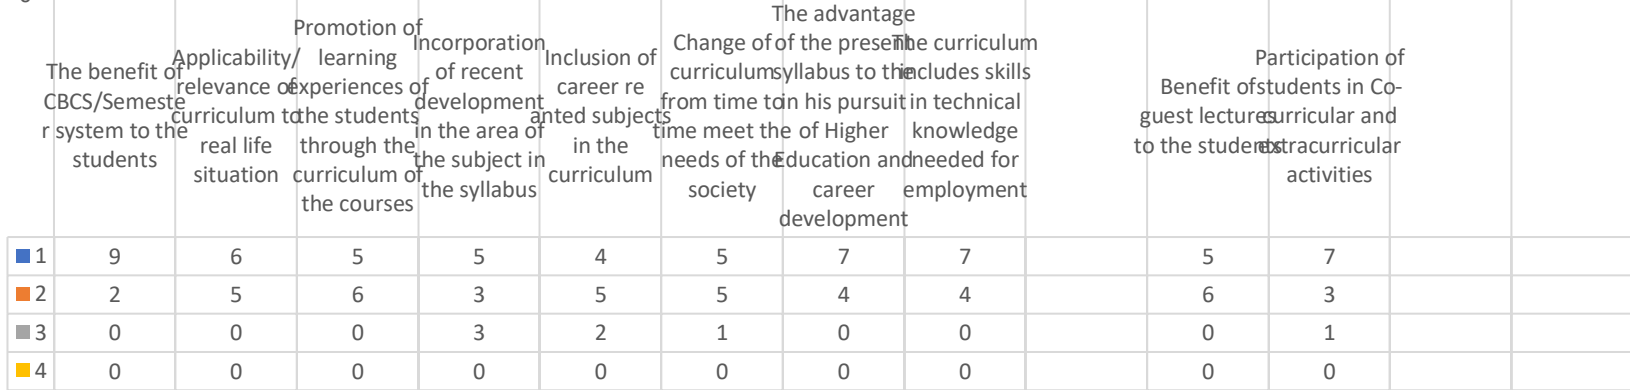 The benefit of
CBCS/Semeste
r system to the
students
Applicability/
relevance of
curriculum to
real life
situation
Promotion of
learning
experiences of
the students
through the
curriculum of
the courses
Incorporation
of recent
development
in the area of
the subject in
the syllabus
Inclusion of
career re
anted subjects
in the
curriculum
Change of
curriculum
from time to
time meet the
needs of the
society
The advantage
of the present
syllabus to the
in his pursuit
of Higher
Education and
career
development
The curriculum
includes skills
in technical
knowledge
needed for
employment
Benefit of
guest lectures
to the students
Participation of
students in Co-
curricular and
extracurricular
activities
1 9 6 5 5 4 5 7 7 5 7
2 2 5 6 3 5 5 4 4 6 3
3 0 0 0 3 2 1 0 0 0 1
4 0 0 0 0 0 0 0 0 0 0